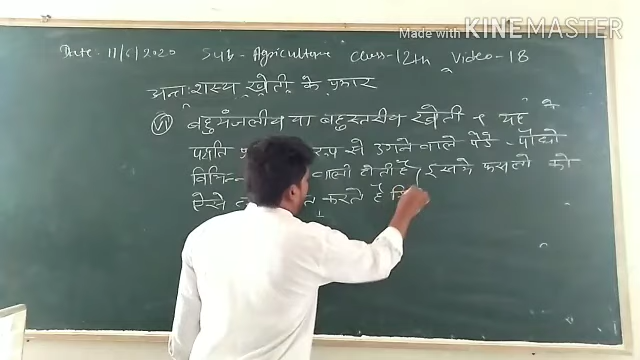 Made with KINEMASTER
Date: 11/6/2020 Sub - Agriculture Class - 12th Video - 18
अन्तः शस्य खेती के प्रकार
(VI) बहुमंजलीय या बहुस्तरीय खेती यह के
पद्धति रूप से उगने वाले पेड़ - पौधो
वाली होती है इसमे फसलो को
ऐसे करते है